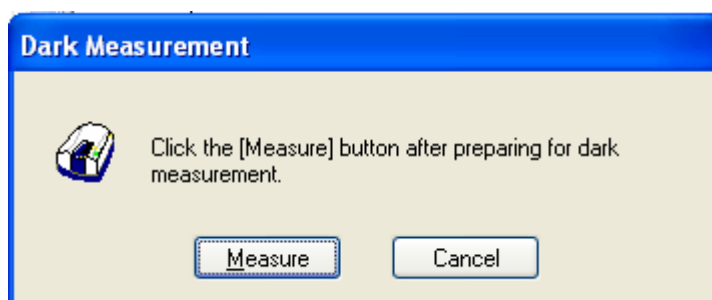 Dark Measurement
Click the [Measure] button after preparing for dark
measurement.
Measure
Cancel